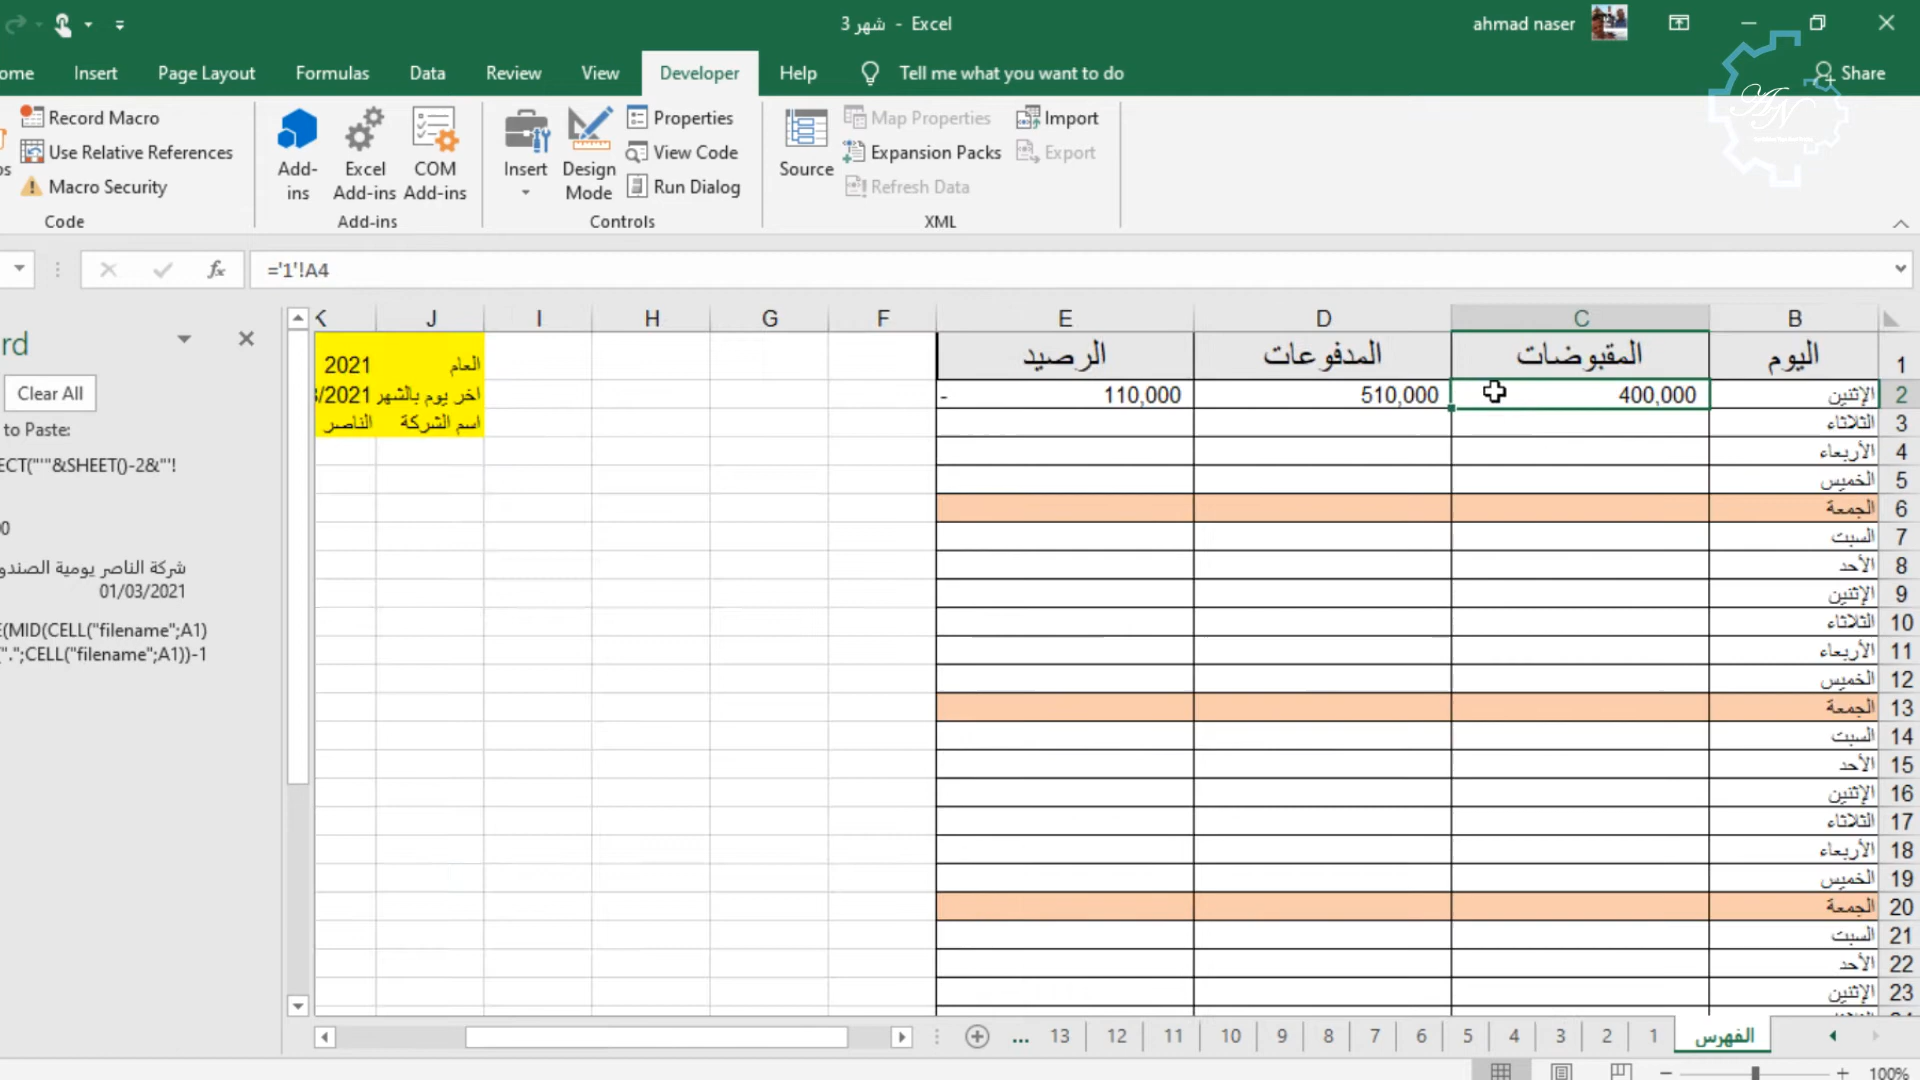 شهر 3 - Excel
ahmad naser
ome
Insert
Page Layout
Formulas
Data
Review
View
Developer
Help
Tell me what you want to do
Share
Record Macro
Use Relative References
Macro Security
Code
Add-ins
Excel Add-ins
COM Add-ins
Add-ins
Insert
Design Mode
Properties
View Code
Run Dialog
Controls
Source
Map Properties
Expansion Packs
Refresh Data
Import
Export
XML
AN
fx
='1'!A4
rd
Clear All
to Paste:
ECT("'"&SHEET()-2&"'!
00
شركة الناصر يومية الصندو
01/03/2021
E(MID(CELL("filename";A1)
(".";CELL("filename";A1))-1
K J I H G F E D C B
1 اليوم المقبوضات المدفوعات الرصيد العام 2021
2 الإثنين 400,000 510,000 110,000 - اخر يوم بالشهر 3/2021
3 الثلاثاء اسم الشركة الناصر
4 الأربعاء
5 الخميس
6 الجمعة
7 السبت
8 الأحد
9 الإثنين
10 الثلاثاء
11 الأربعاء
12 الخميس
13 الجمعة
14 السبت
15 الأحد
16 الإثنين
17 الثلاثاء
18 الأربعاء
19 الخميس
20 الجمعة
21 السبت
22 الأحد
23 الإثنين
الفهرس 1 2 3 4 5 6 7 8 9 10 11 12 13 ...
100%